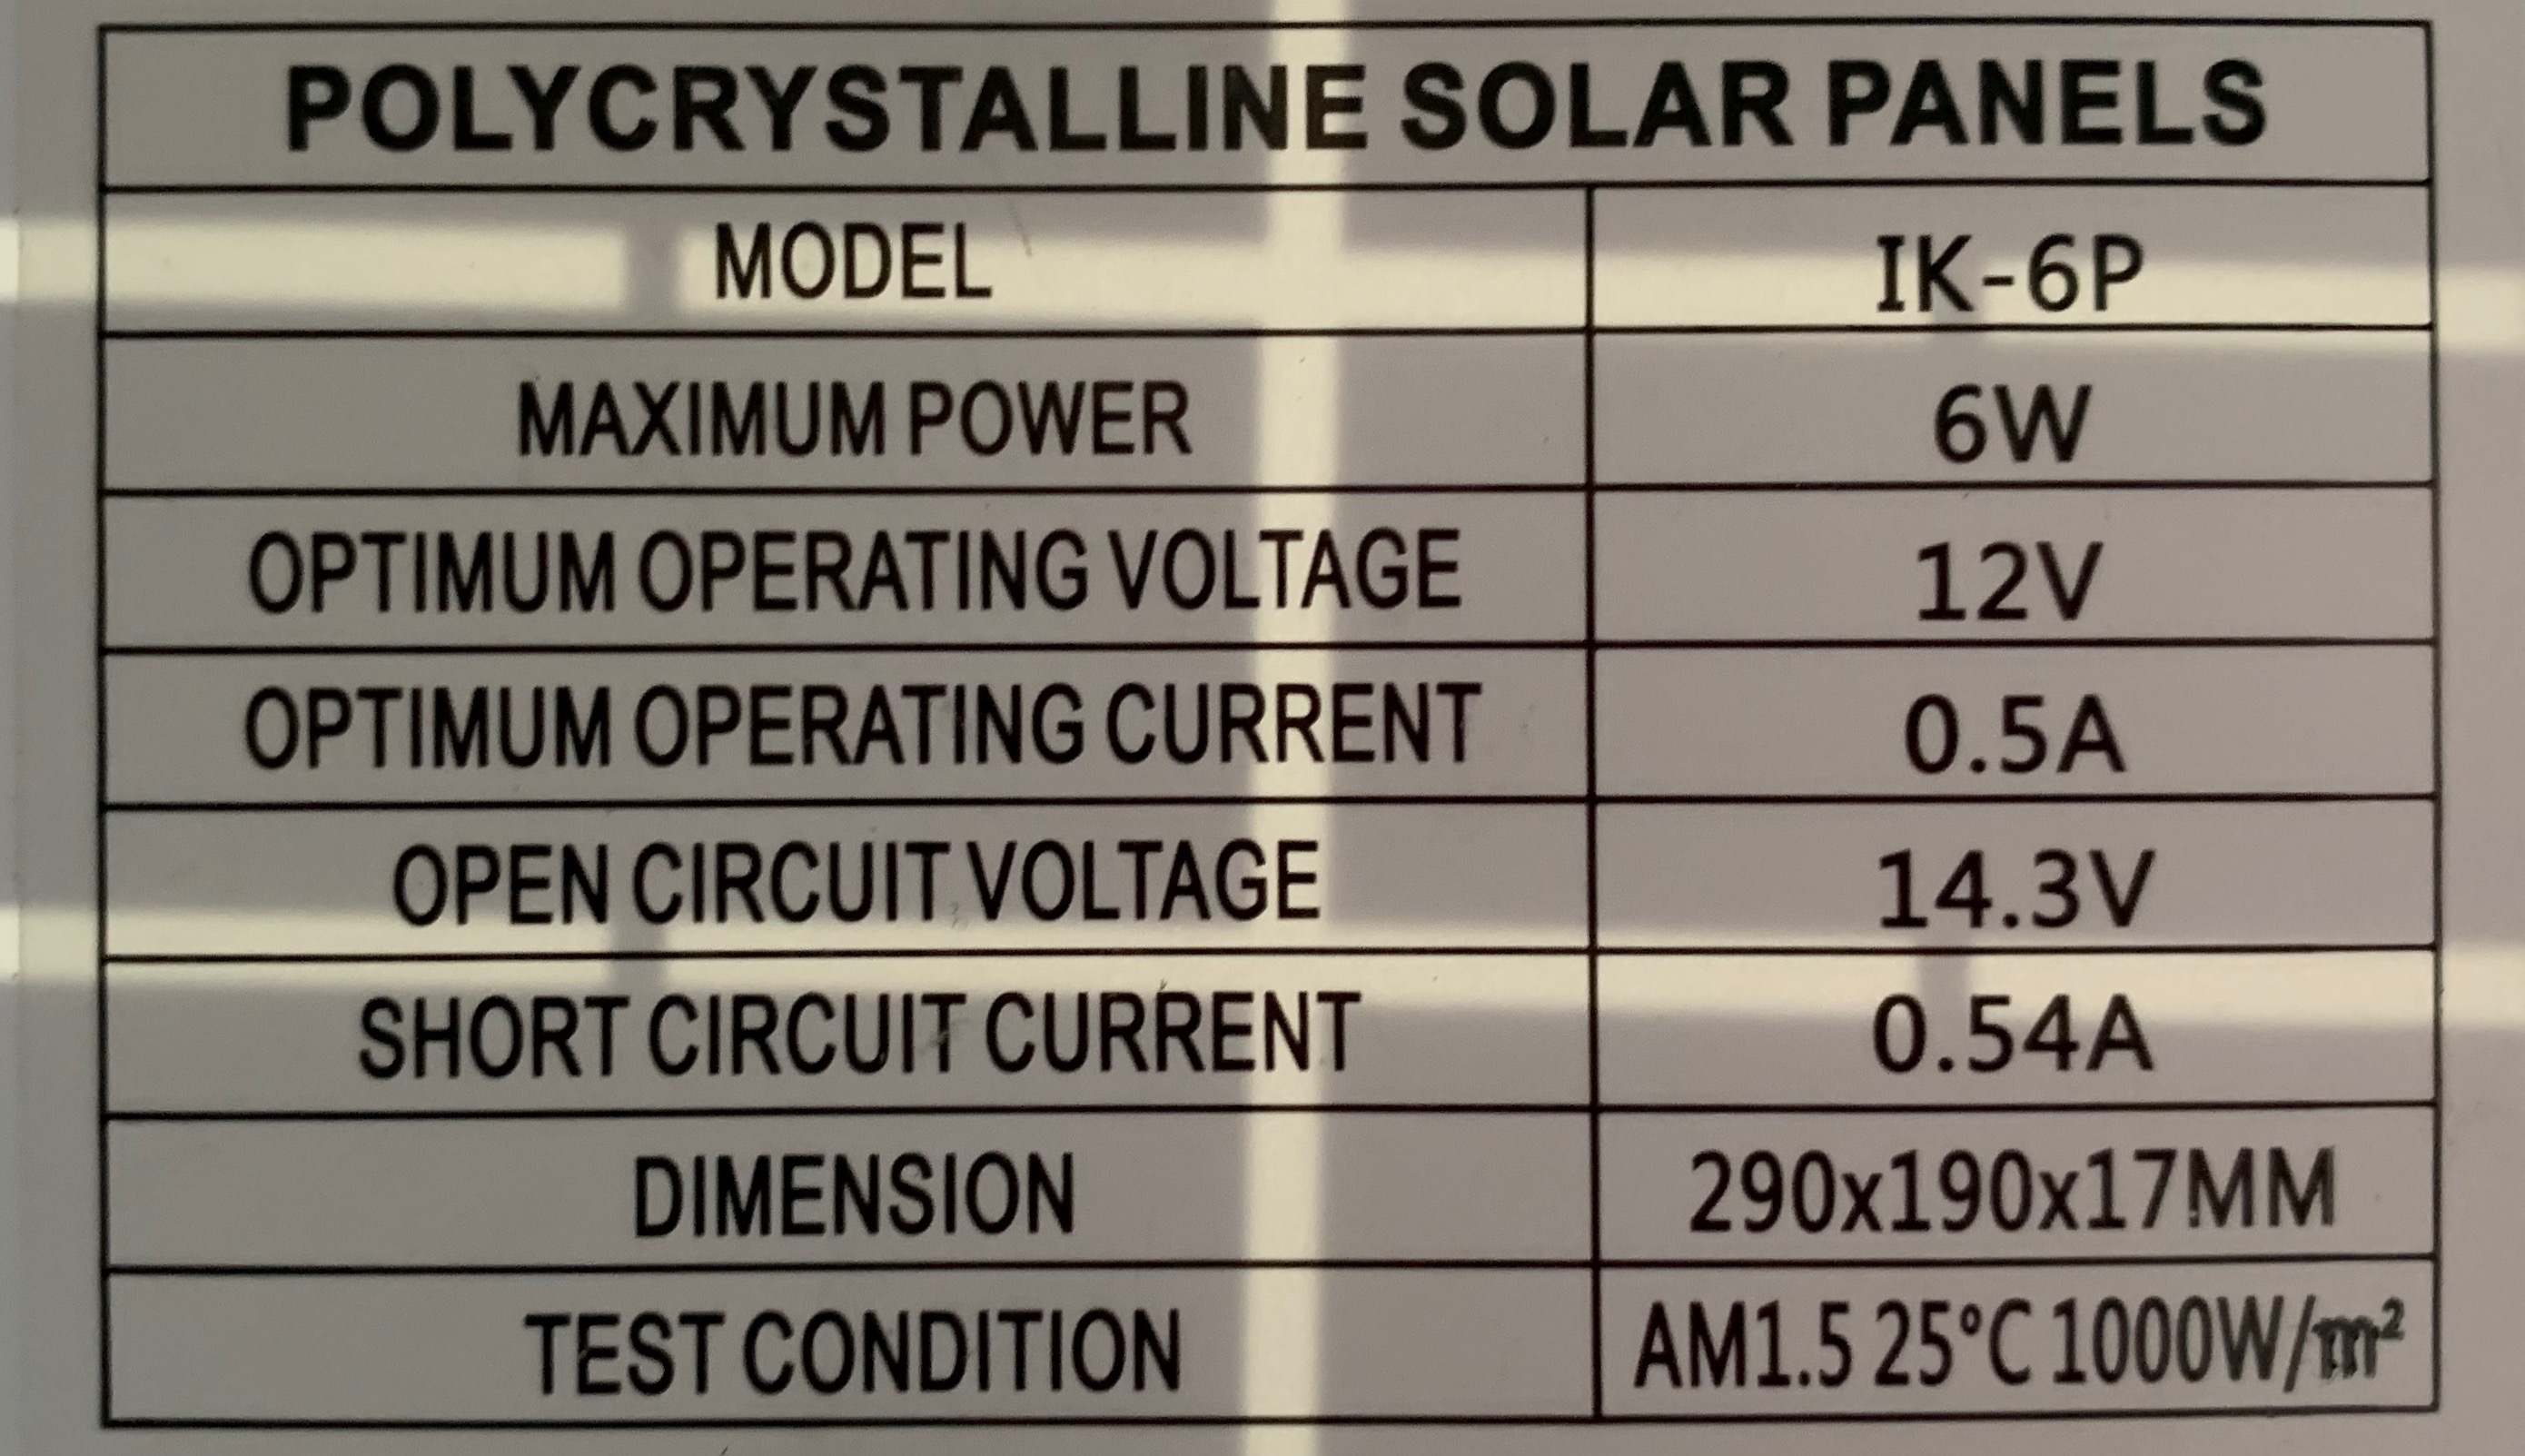 POLYCRYSTALLINE SOLAR PANELS
MODEL IK-6P
MAXIMUM POWER 6W
OPTIMUM OPERATING VOLTAGE 12V
OPTIMUM OPERATING CURRENT 0.5A
OPEN CIRCUIT VOLTAGE 14.3V
SHORT CIRCUIT CURRENT 0.54A
DIMENSION 290x190x17MM
TEST CONDITION AM1.5 25°C 1000W/m²